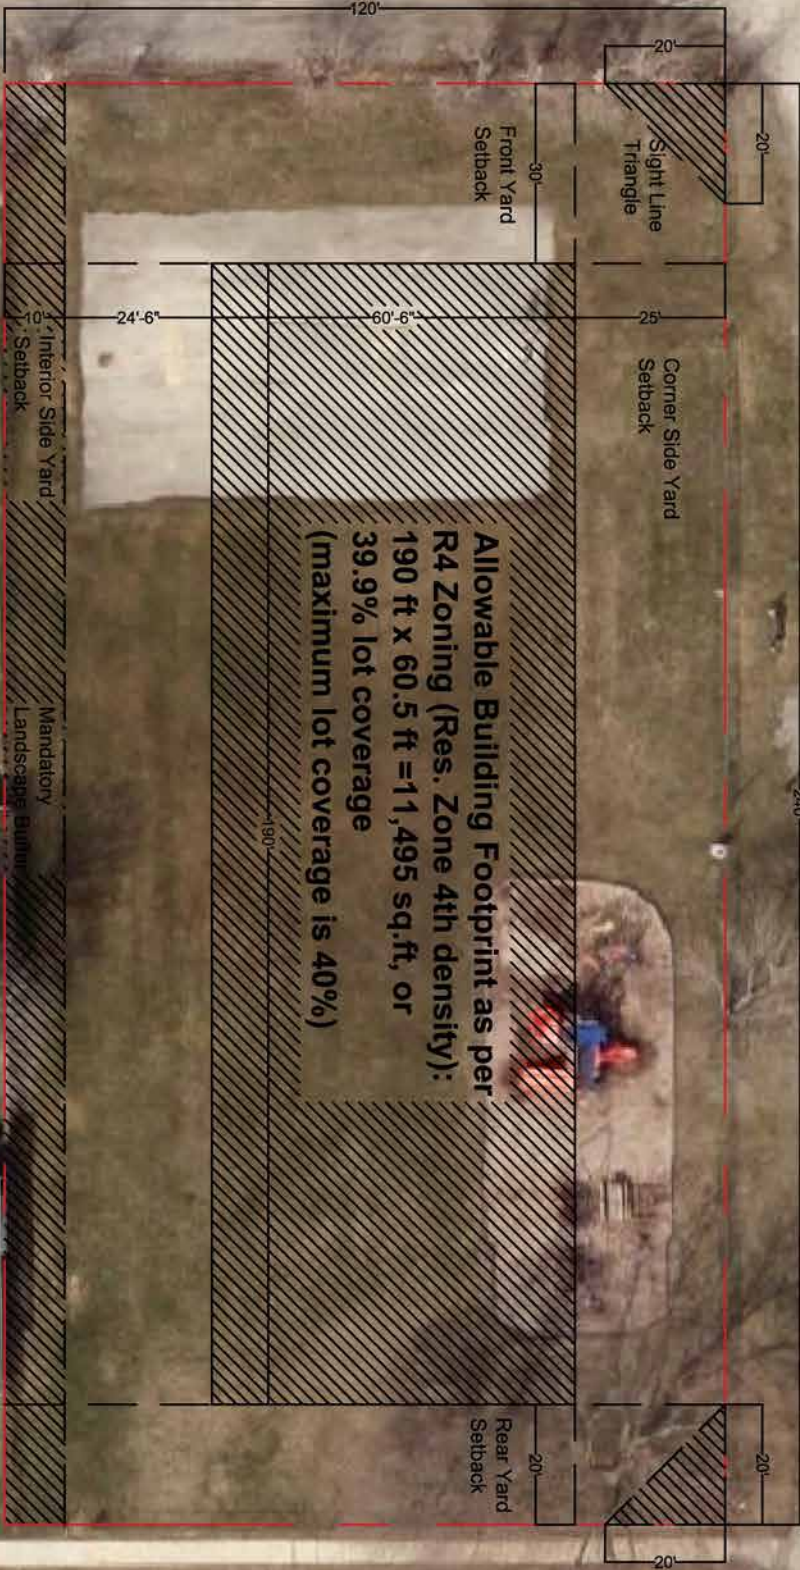 120'
20'
20'
Sight Line
Triangle
Front Yard
Setback
30'
10'
24'-6"
60'-6"
25'
Corner Side Yard
Setback
Interior Side Yard
Setback
Allowable Building Footprint as per
R4 Zoning (Res. Zone 4th density):
190 ft x 60.5 ft =11,495 sq.ft, or
39.9% lot coverage
(maximum lot coverage is 40%)
Mandatory
Landscape Buffer
190'
240'
Rear Yard
Setback
20'
20'
20'